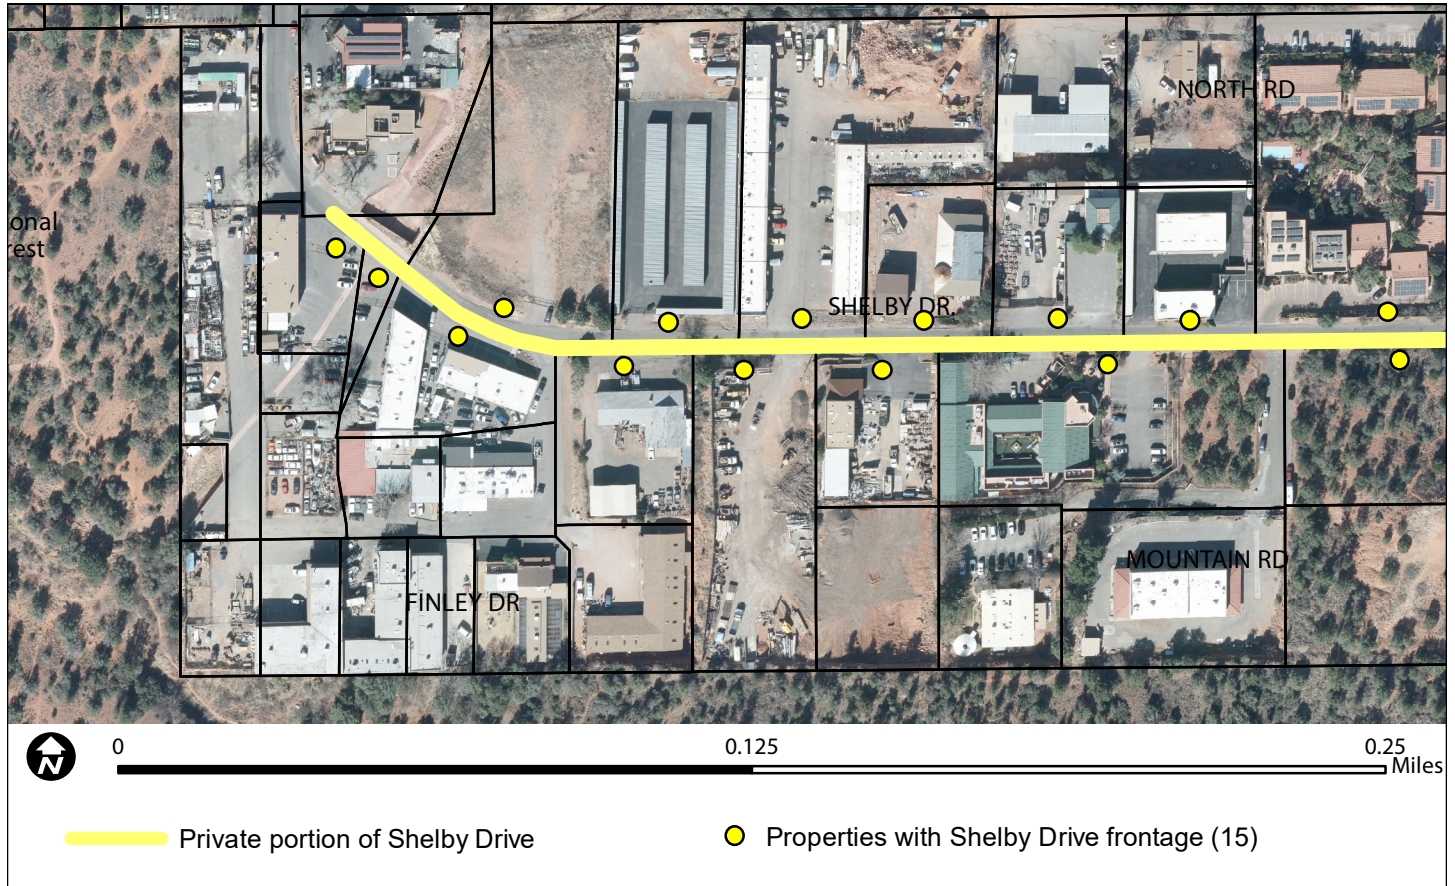 NORTH RD
onal
rest
SHELBY DR.
MOUNTAIN RD
FINLEY DR
N
0
0.125
0.25
Miles
Private portion of Shelby Drive
Properties with Shelby Drive frontage (15)